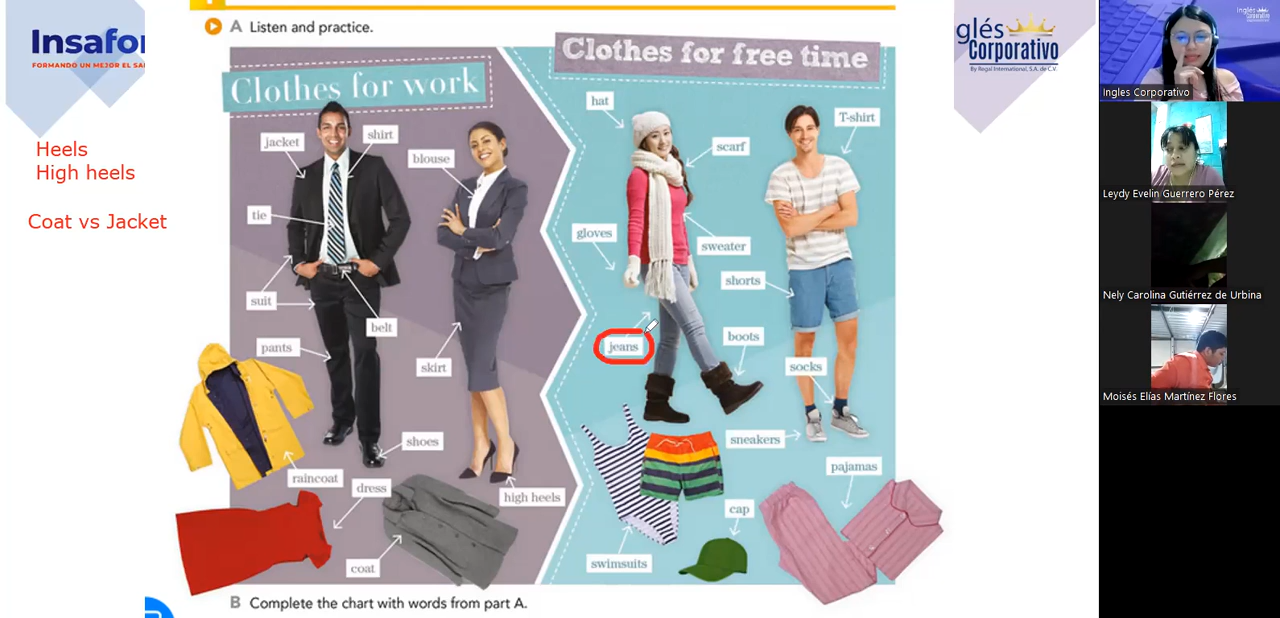 Insafo
FORMANDO UN MEJOR EL SA
A Listen and practice.
Clothes for work
Clothes for free time
glés
Corporativo
By Regal International, S.A. de C.V.
Heels
High heels
Coat vs Jacket
jacket
shirt
blouse
tie
suit
belt
pants
skirt
shoes
raincoat
dress
high heels
coat
hat
T-shirt
scarf
gloves
sweater
shorts
jeans
boots
socks
sneakers
pajamas
cap
swimsuits
B Complete the chart with words from part A.
Ingles Corporativo
Leydy Evelin Guerrero Pérez
Nely Carolina Gutiérrez de Urbina
Moisés Elías Martínez Flores